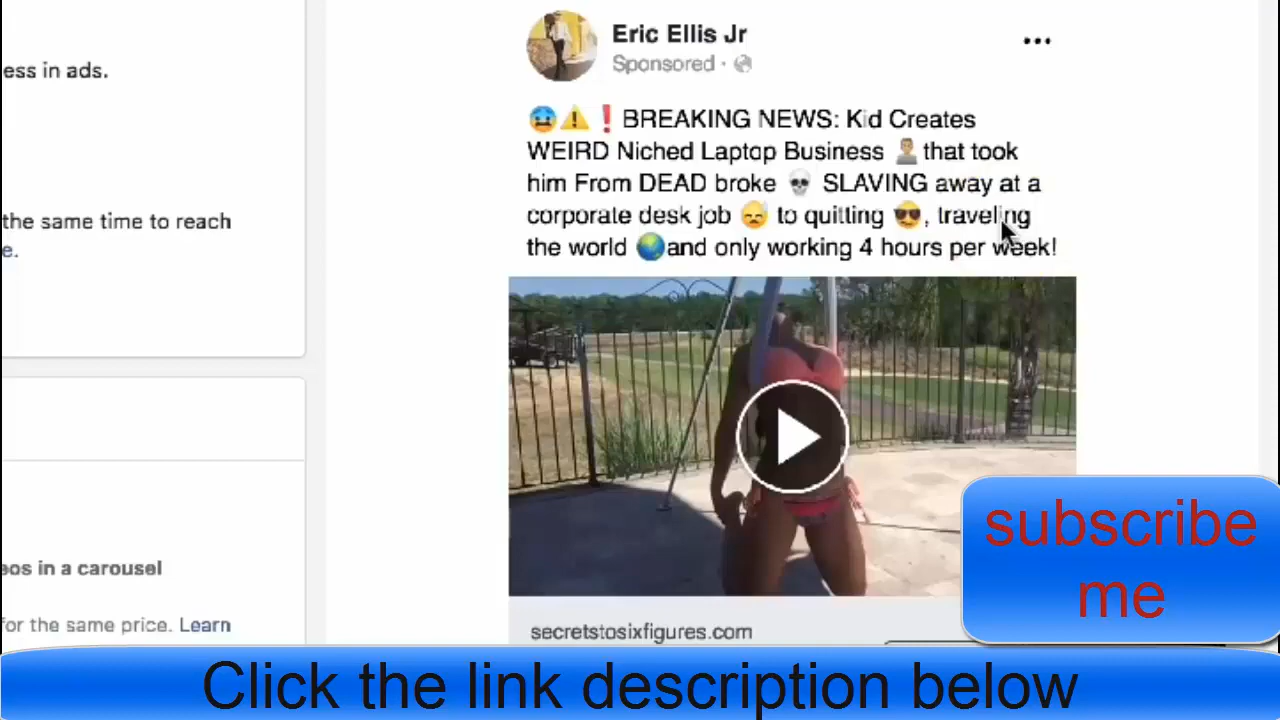 ess in ads.
the same time to reach
e.
eos in a carousel
for the same price. Learn
Eric Ellis Jr
Sponsored ·
🥶⚠️❗BREAKING NEWS: Kid Creates
WEIRD Niched Laptop Business that took
him From DEAD broke 💀 SLAVING away at a
corporate desk job 😓 to quitting 😎, traveling
the world 🌏and only working 4 hours per week!
secretstosixfigures.com
subscribe
me
Click the link description below